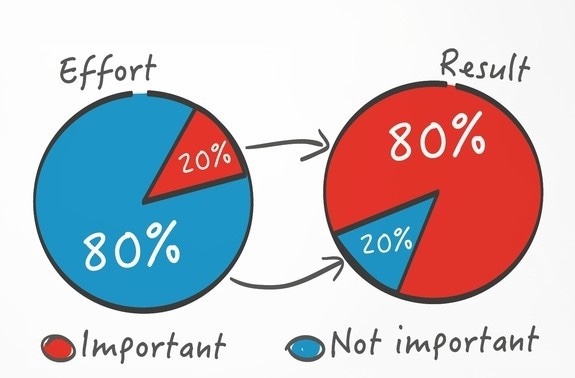 Effort
Result
20%
80%
80%
20%
Important
Not important